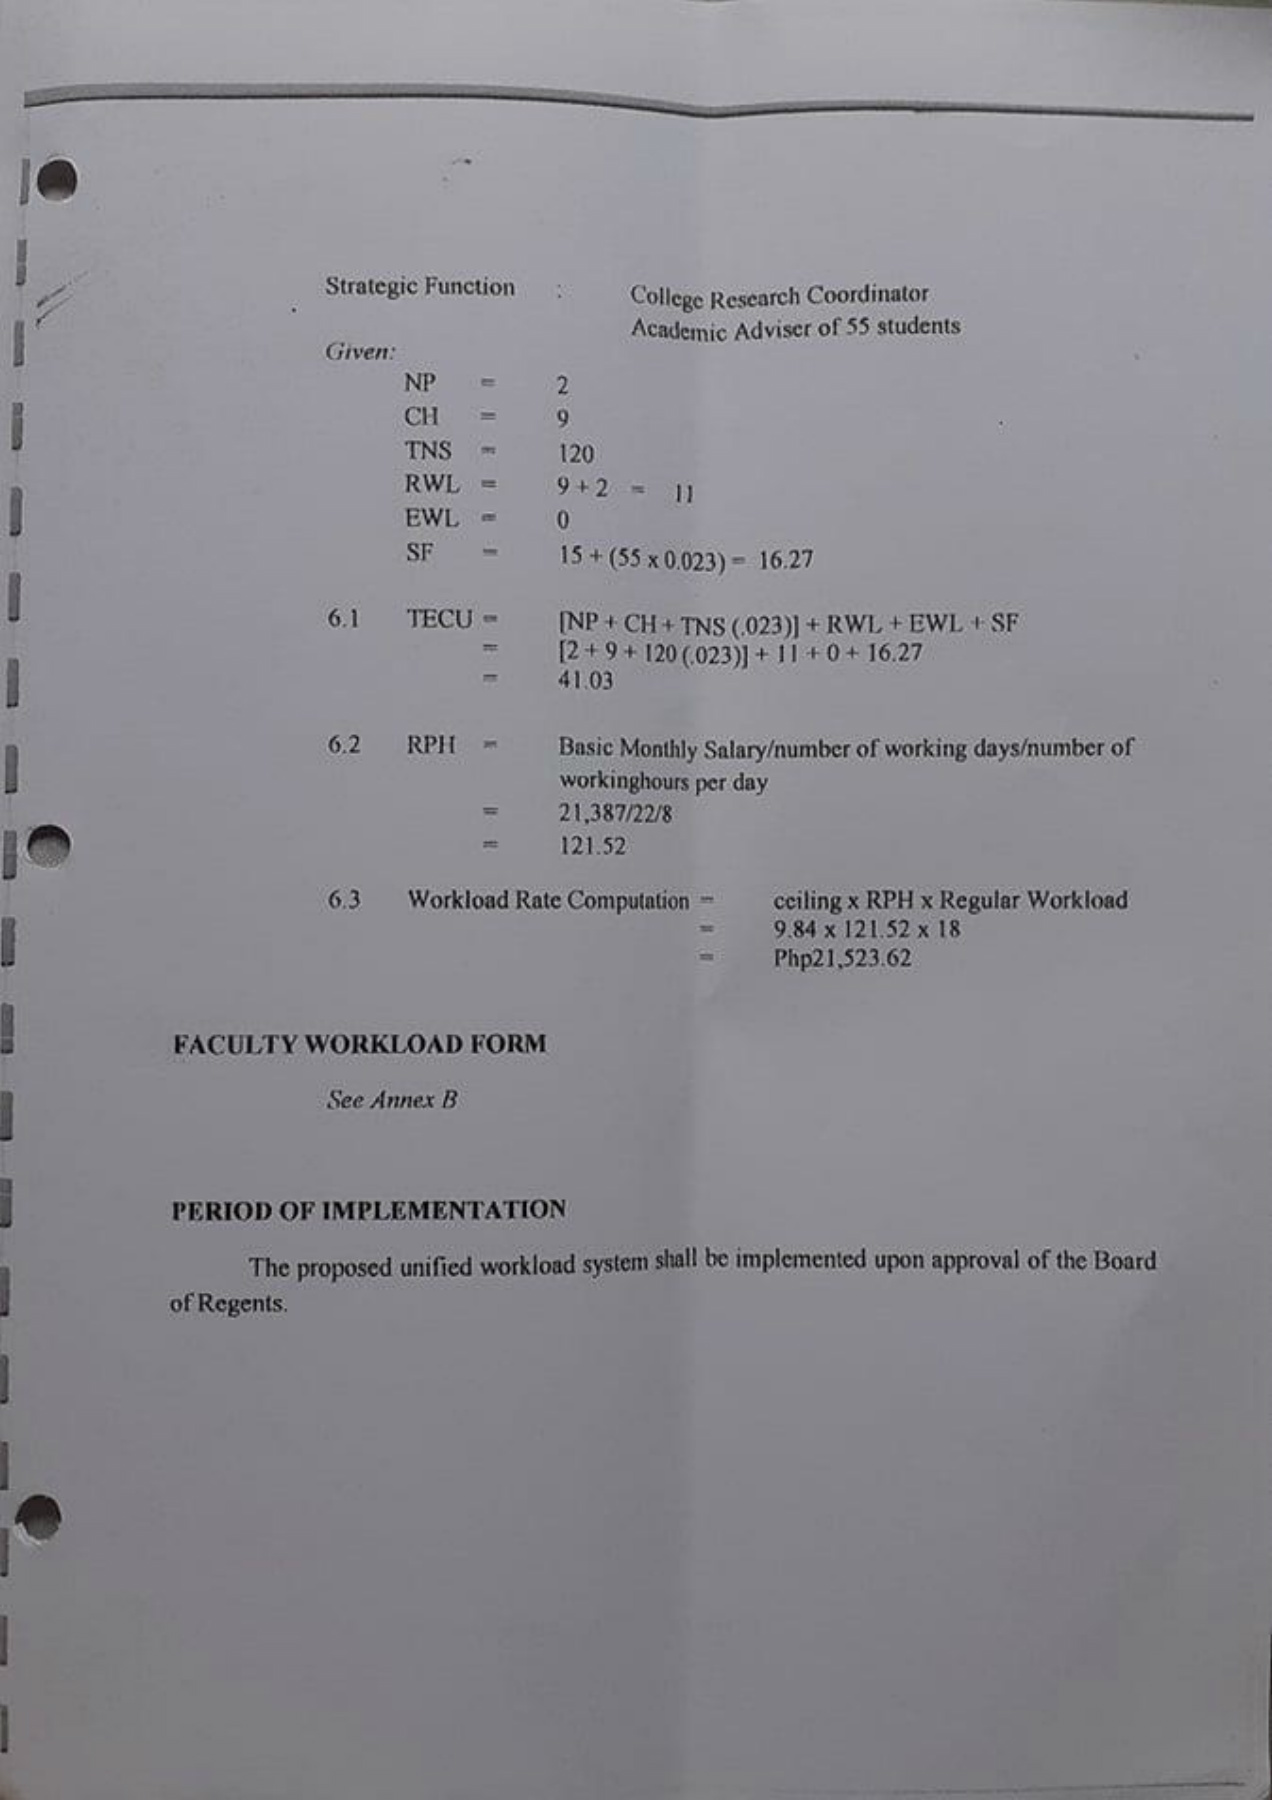 Strategic Function : College Research Coordinator
Academic Adviser of 55 students
Given:
NP = 2
CH = 9
TNS = 120
RWL = 9 + 2 = 11
EWL = 0
SF = 15 + (55 x 0.023) = 16.27
6.1 TECU = [NP + CH + TNS (.023)] + RWL + EWL + SF
= [2 + 9 + 120 (.023)] + 11 + 0 + 16.27
= 41.03
6.2 RPH = Basic Monthly Salary/number of working days/number of
workinghours per day
= 21,387/22/8
= 121.52
6.3 Workload Rate Computation = ceiling x RPH x Regular Workload
= 9.84 x 121.52 x 18
= Php21,523.62
FACULTY WORKLOAD FORM
See Annex B
PERIOD OF IMPLEMENTATION
The proposed unified workload system shall be implemented upon approval of the Board
of Regents.